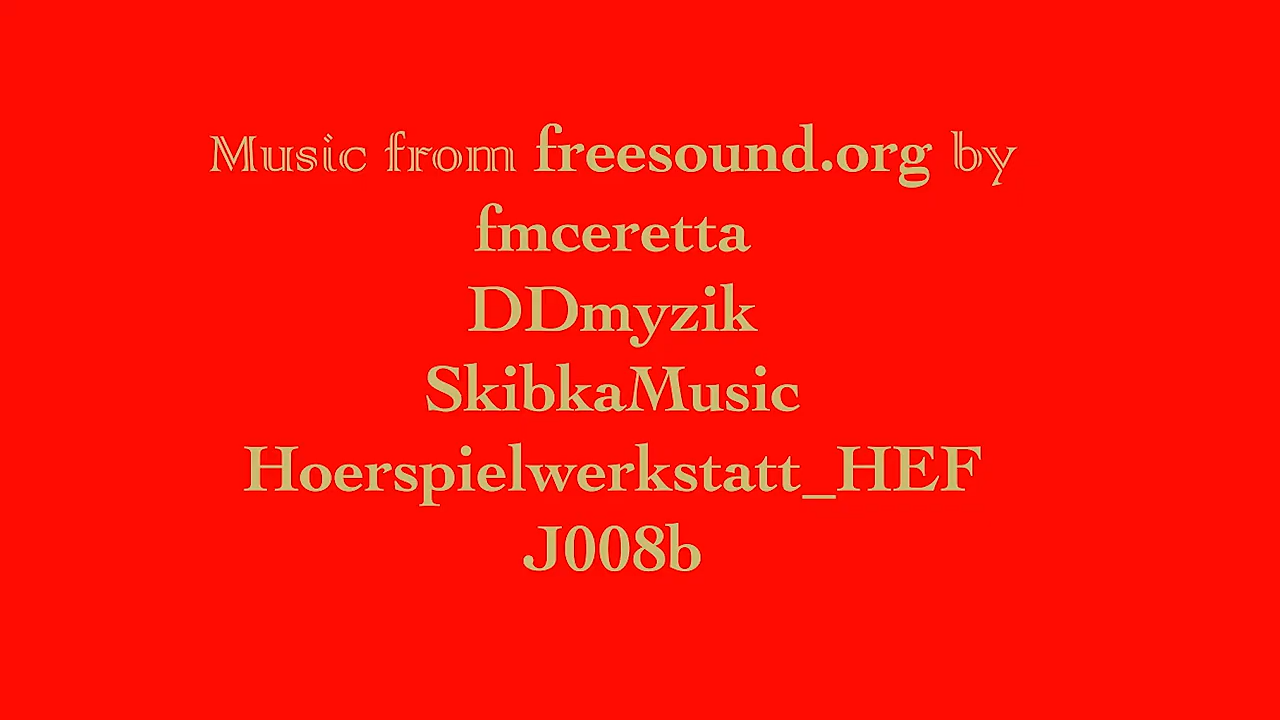 Music from freesound.org by
fmceretta
DDmyzik
SkibkaMusic
Hoerspielwerkstatt_HEF
J008b